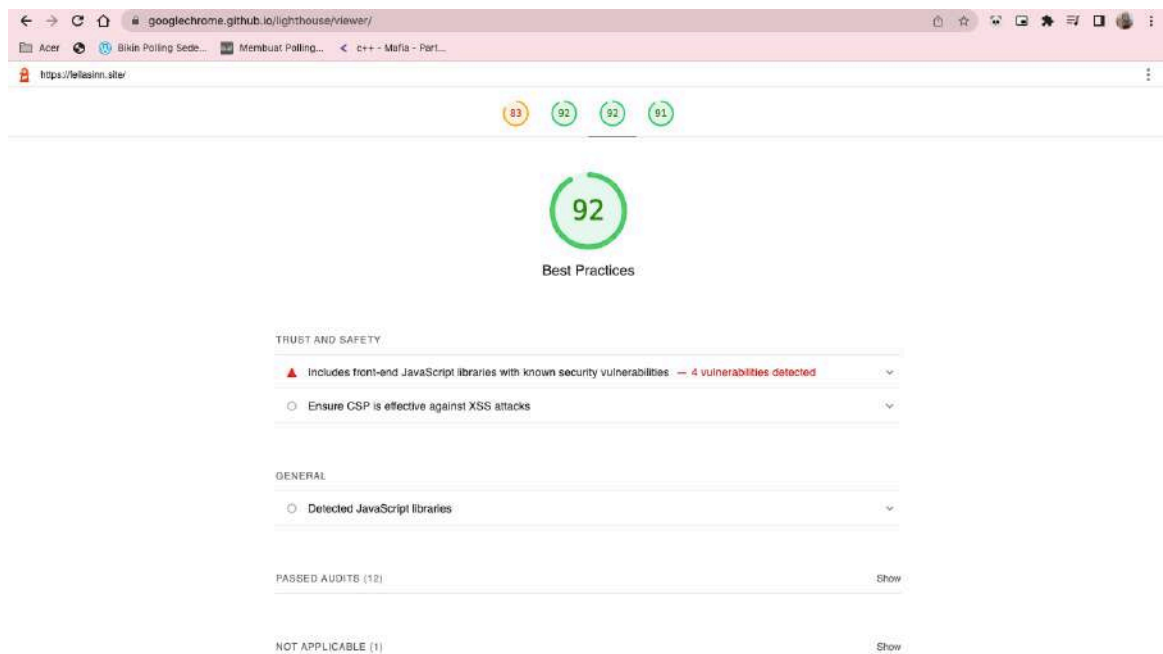 googlechrome.github.io/lighthouse/viewer/
Acer Bikin Polling Sede... Membuat Polling... c++ - Mafia - Part...
https://fellasinn.site/
83 92 92 91
92
Best Practices
TRUST AND SAFETY
Includes front-end JavaScript libraries with known security vulnerabilities — 4 vulnerabilities detected
Ensure CSP is effective against XSS attacks
GENERAL
Detected JavaScript libraries
PASSED AUDITS (12) Show
NOT APPLICABLE (1) Show